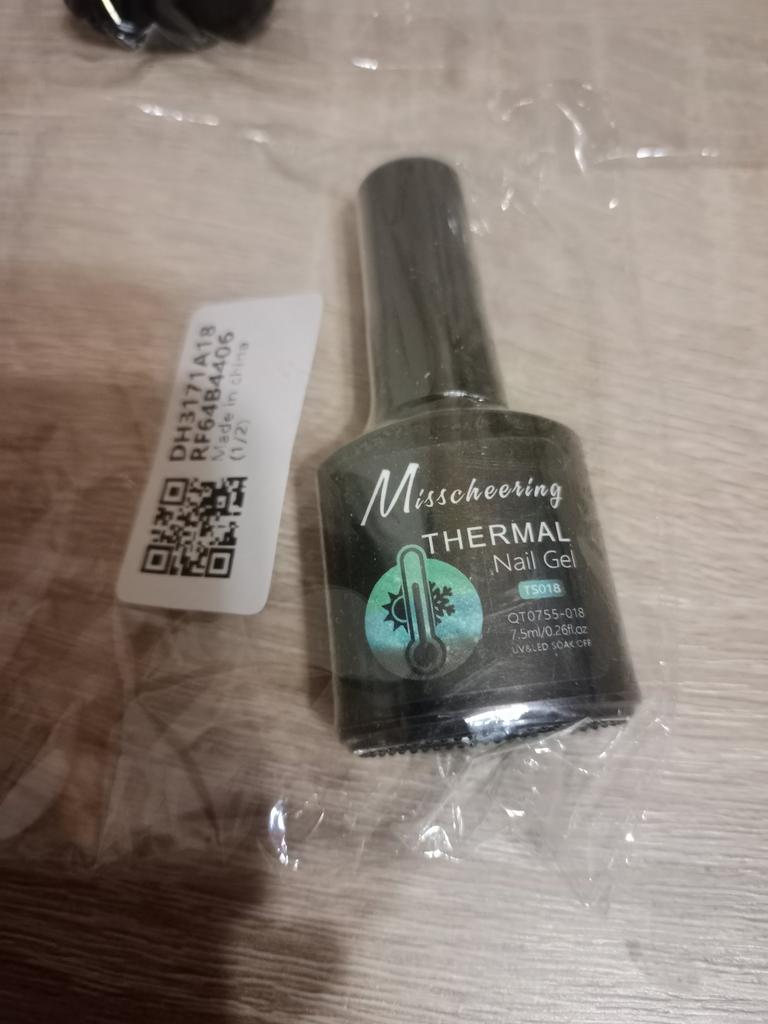 DH3171A18
RF64B4406
Made in china
(1/2)
Misscheering
THERMAL
Nail Gel
TS018
QT0755-018
7.5ml/0.26fl.oz
UV&LED SOAK OFF